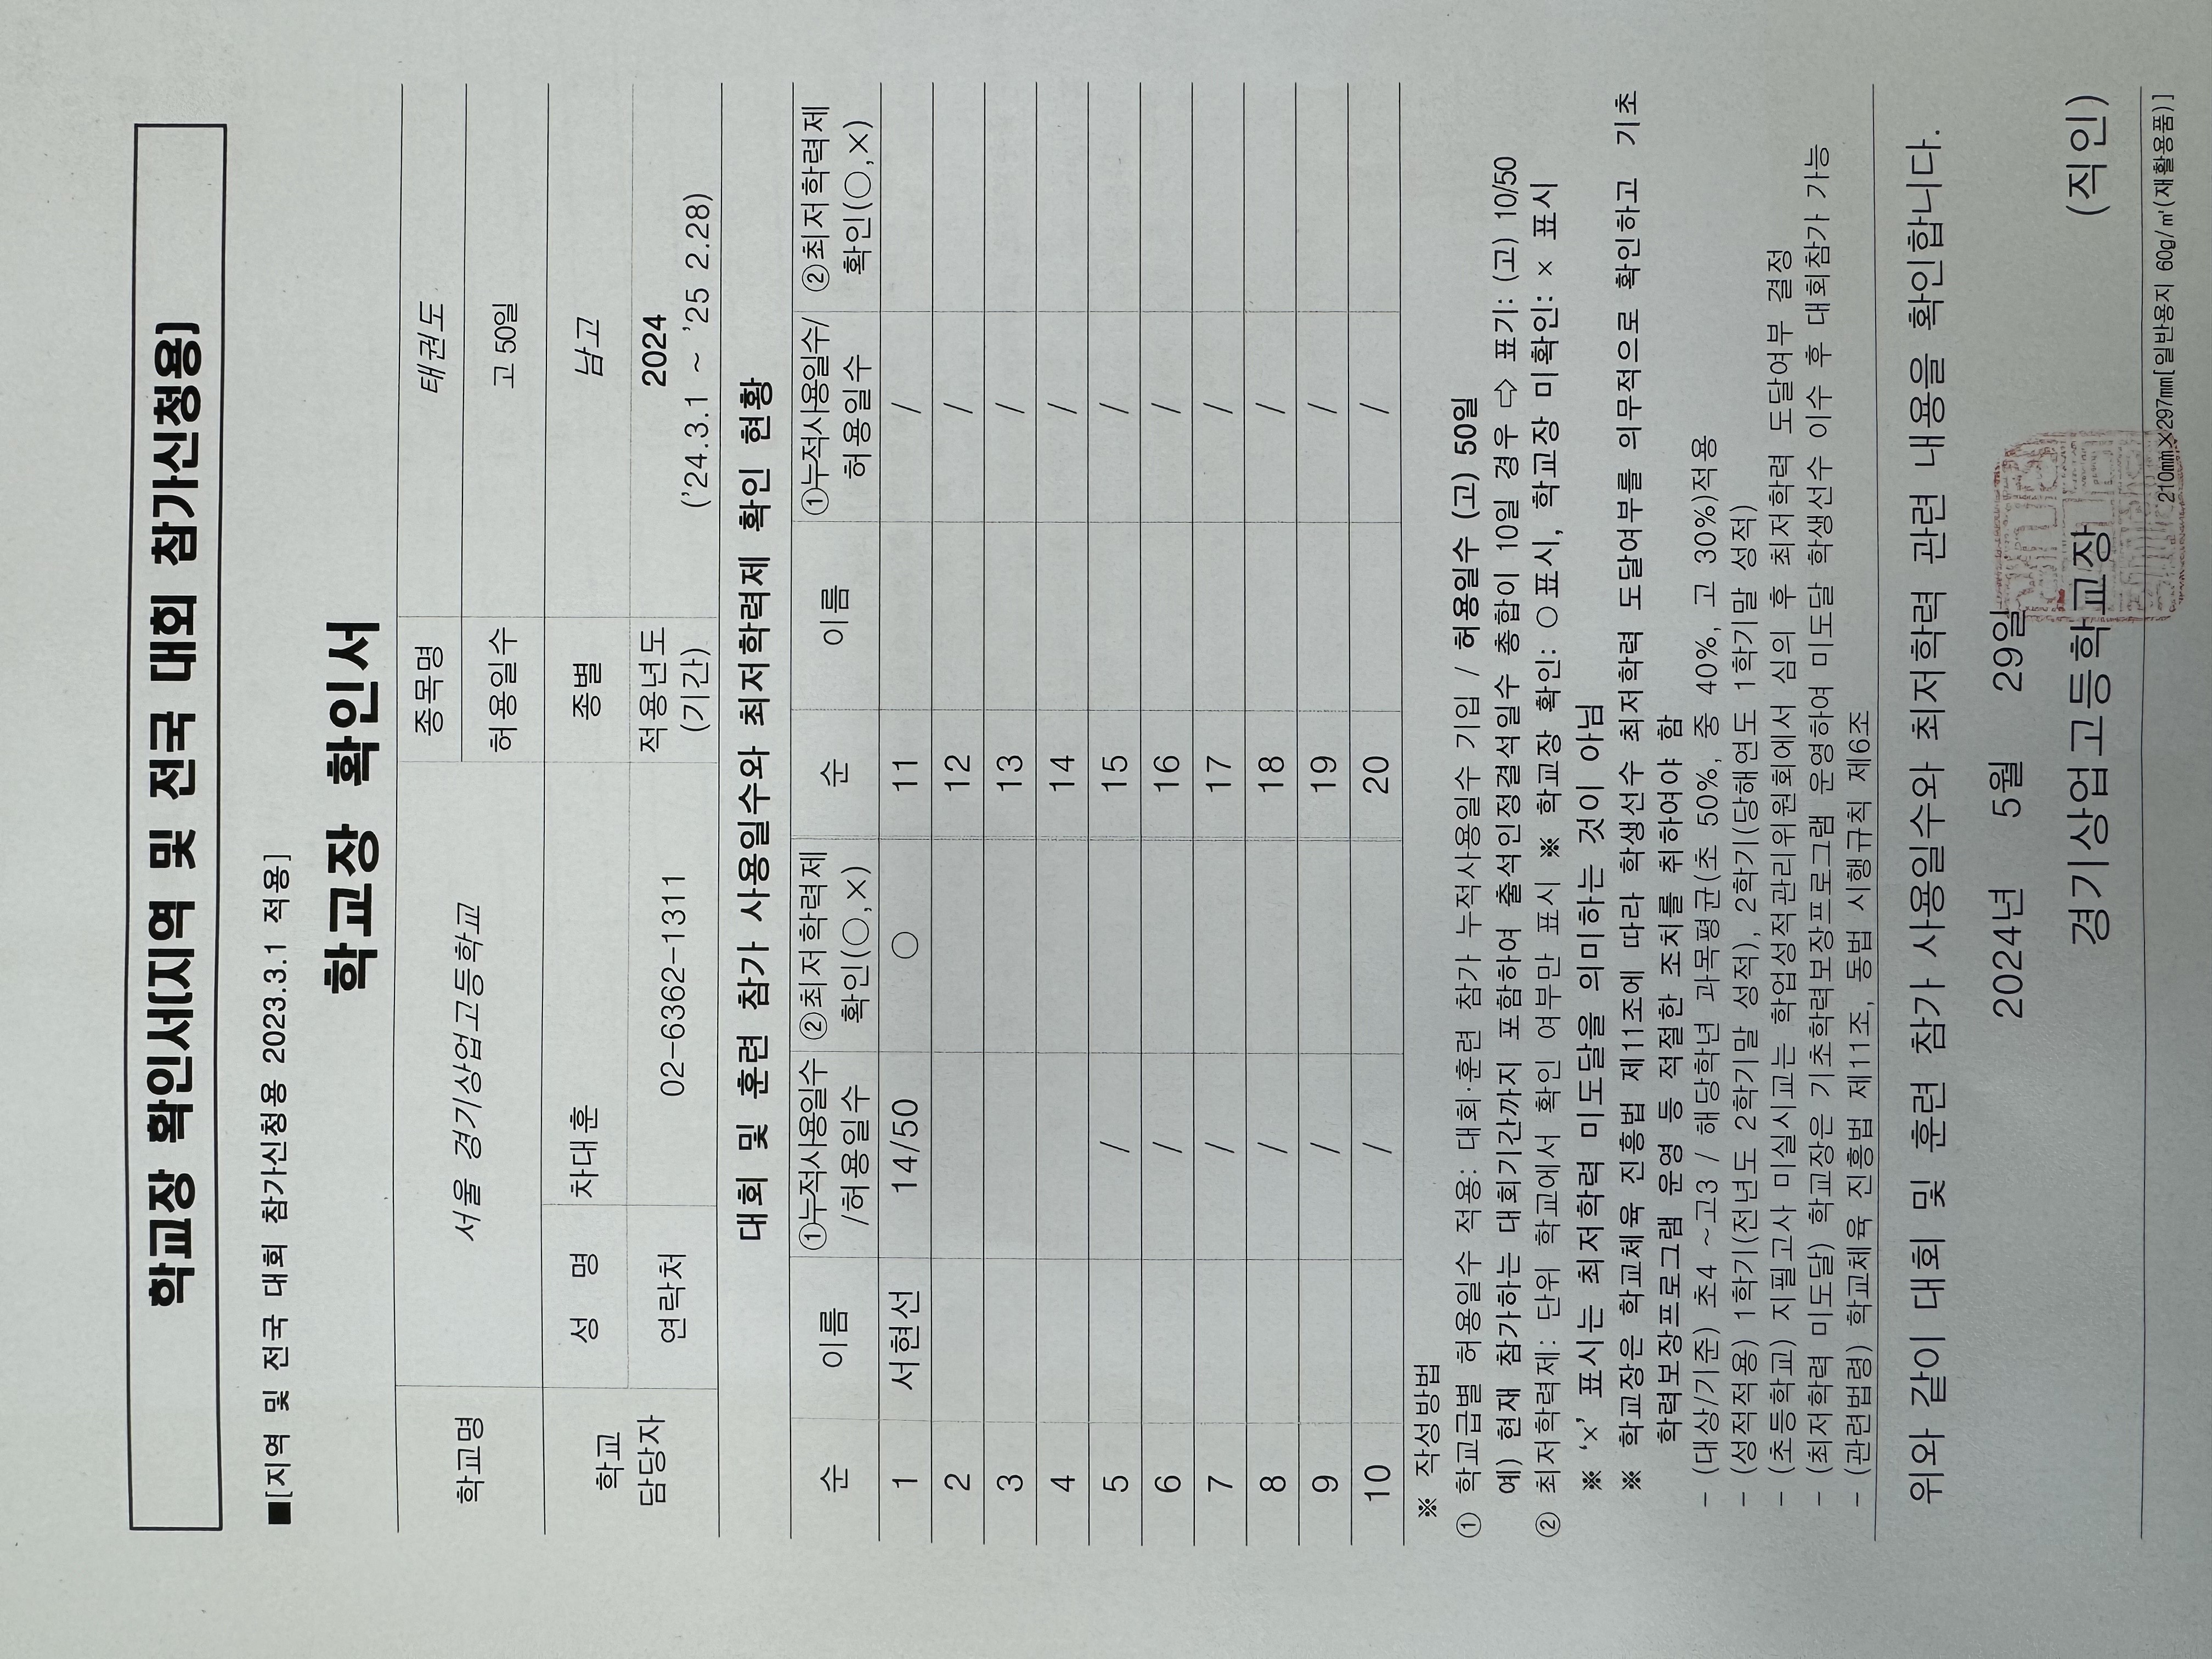 학교장 확인서[지역 및 전국 대회 참가신청용]
■[지역 및 전국 대회 참가신청용 2023.3.1 적용]
학교장 확인서
학교명 서울 경기상업고등학교 종목명 태권도
허용일수 고 50일
학교 담당자 성 명 차대훈 종별 남고
연락처 02-6362-1311 적용년도 (기간) 2024 ('24.3.1 ~ '25 2.28)
대회 및 훈련 참가 사용일수와 최저학력제 확인 현황
순 이름 ①누적사용일수 /허용일수 ②최저학력제 확인(○,×) 순 이름 ①누적사용일수/ 허용일수 ②최저학력제 확인(○,×)
1 서현선 14/50 ○ 11 /
2 12 /
3 13 /
4 14 /
5 / 15 /
6 / 16 /
7 / 17 /
8 / 18 /
9 / 19 /
10 / 20 /
※ 작성방법
① 학교급별 허용일수 적용: 대회·훈련 참가 누적사용일수 기입 / 허용일수 (고) 50일
예) 현재 참가하는 대회기간까지 포함하여 출석인정결석일수 총합이 10일 경우 ⇨ 표기: (고) 10/50
② 최저학력제: 단위 학교에서 확인 여부만 표시 ※ 학교장 확인: ○표시, 학교장 미확인: × 표시
※ '×' 표시는 최저학력 미도달을 의미하는 것이 아님
※ 학교장은 학교체육 진흥법 제11조에 따라 학생선수 최저학력 도달여부를 의무적으로 확인하고 기초
학력보장프로그램 운영 등 적절한 조치를 취하여야 함
- (대상/기준) 초4 ~고3 / 해당학년 과목평균(초 50%, 중 40%, 고 30%)적용
- (성적적용) 1학기(전년도 2학기말 성적), 2학기(당해연도 1학기말 성적)
- (초등학교) 지필고사 미실시교는 학업성적관리위원회에서 심의 후 최저학력 도달여부 결정
- (최저학력 미도달) 학교장은 기초학력보장프로그램 운영하여 미도달 학생선수 이수 후 대회참가 가능
- (관련법령) 학교체육 진흥법 제11조, 동법 시행규칙 제6조
위와 같이 대회 및 훈련 참가 사용일수와 최저학력 관련 내용을 확인합니다.
2024년 5월 29일
경기상업고등학교장 (직인)
210㎜×297㎜[일반용지 60g/㎡(재활용품)]